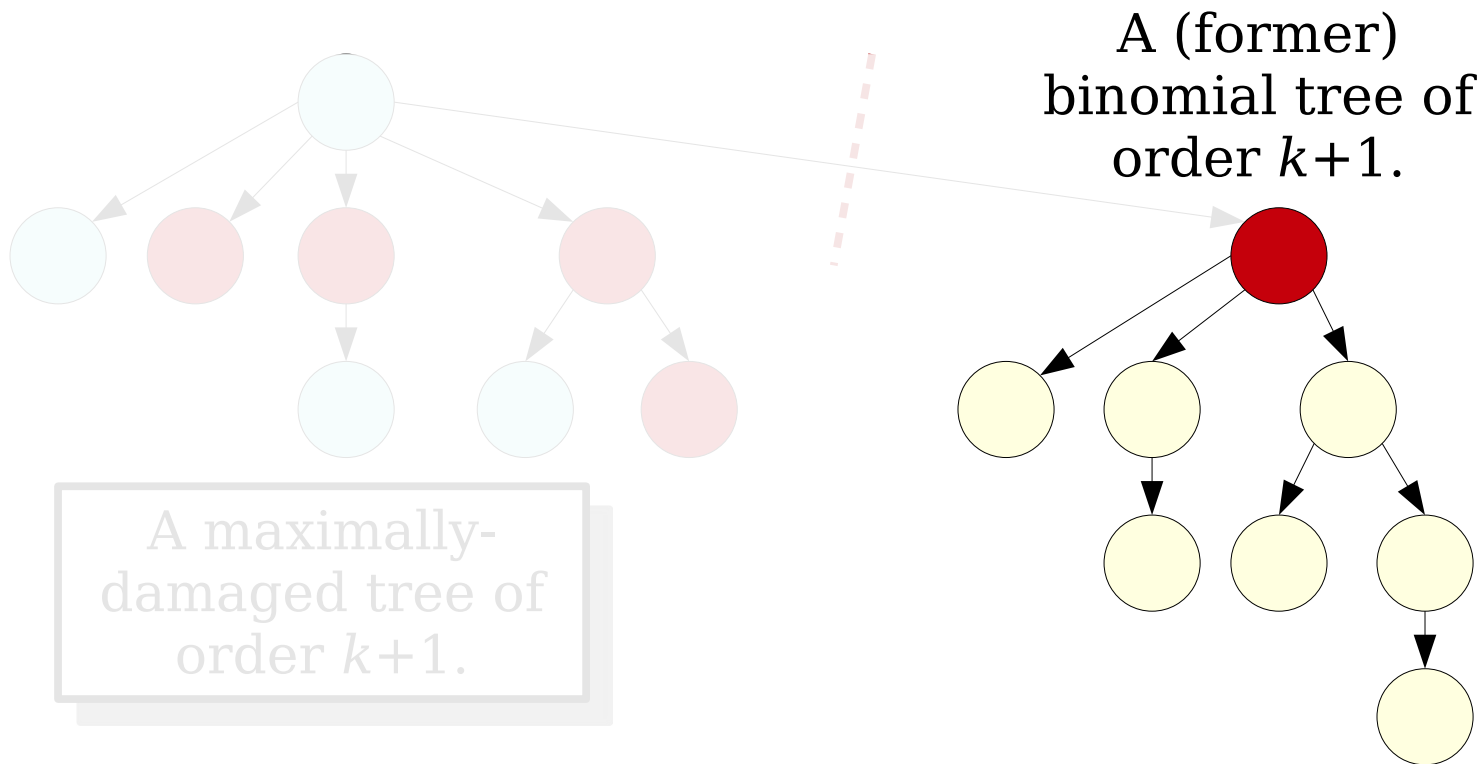 A (former)
binomial tree of
order k+1.
A maximally-
damaged tree of
order k+1.